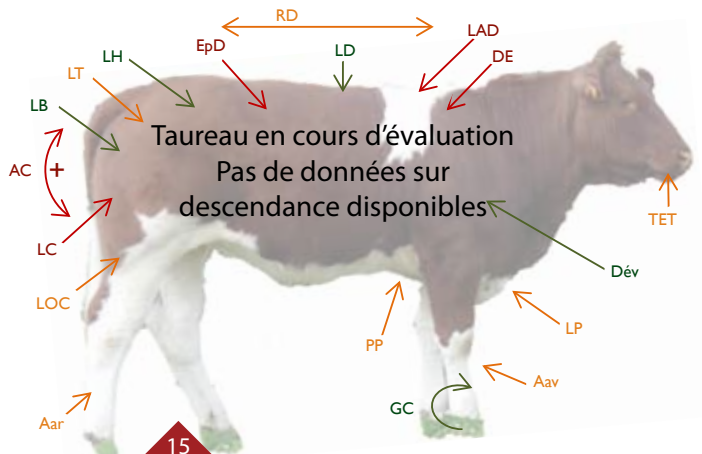 RD
LAD
EpD
LD
DE
LH
LT
LB
Taureau en cours d’évaluation
Pas de données sur
descendance disponibles
AC
+
TET
LC
Dév
LOC
LP
PP
Aav
GC
Aar
15